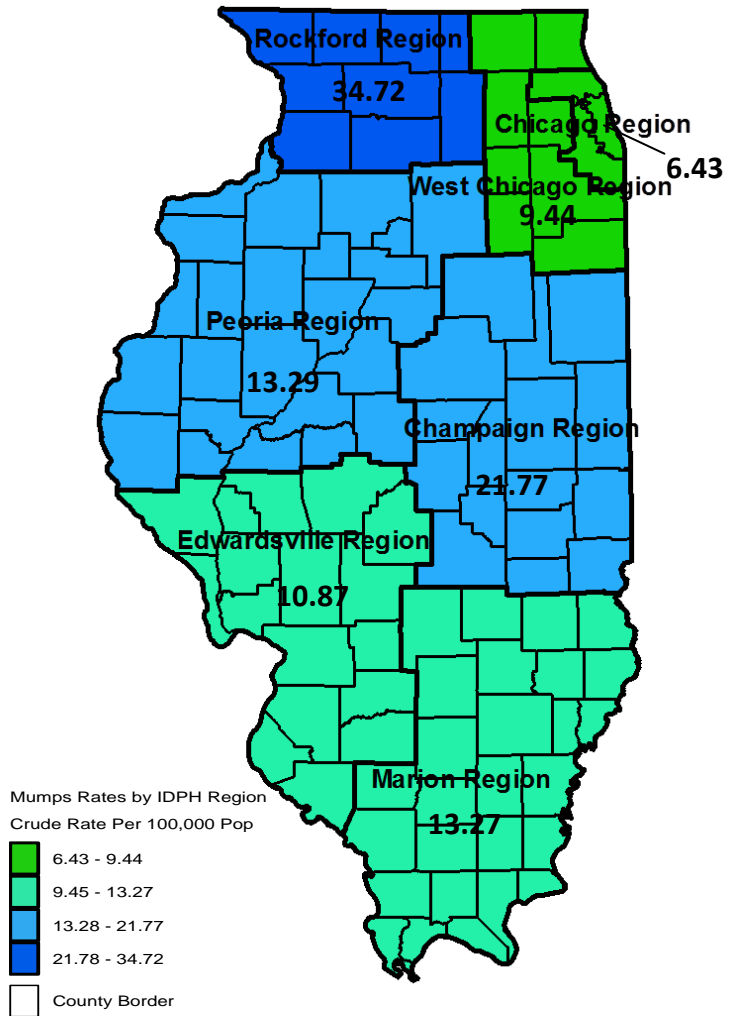 Rockford Region
34.72
Chicago Region
6.43
West Chicago Region
9.44
Peoria Region
13.29
Champaign Region
21.77
Edwardsville Region
10.87
Marion Region
13.27
Mumps Rates by IDPH Region
Crude Rate Per 100,000 Pop
6.43 - 9.44
9.45 - 13.27
13.28 - 21.77
21.78 - 34.72
County Border